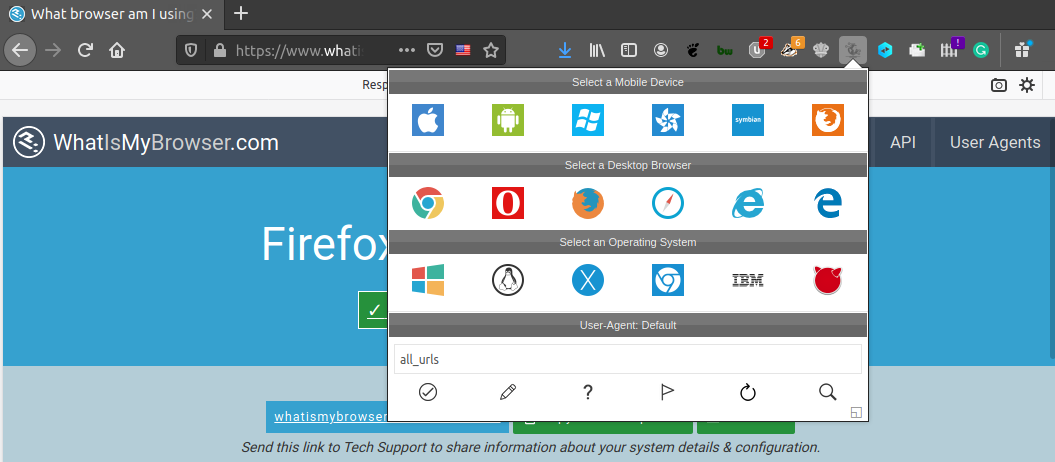 What browser am I using
https://www.whati
2
6
!
Resp
Select a Mobile Device
symbian
WhatIsMyBrowser.com
API
User Agents
Select a Desktop Browser
Firefox
Select an Operating System
IBM
User-Agent: Default
all_urls
whatismybrowser
Send this link to Tech Support to share information about your system details & configuration.